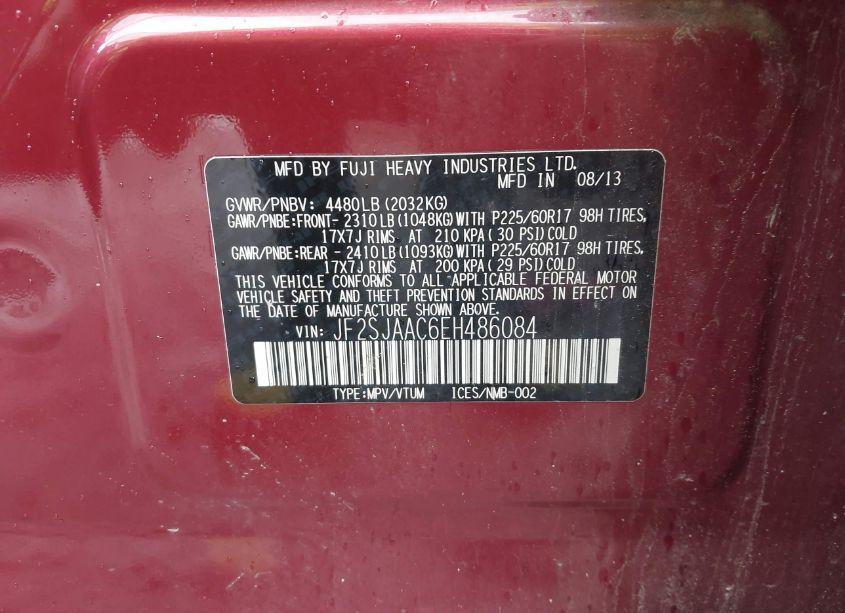 MFD BY FUJI HEAVY INDUSTRIES LTD.
MFD IN 08/13
GVWR/PNBV: 4480LB (2032KG)
GAWR/PNBE:FRONT- 2310LB (1048KG) WITH P225/60R17 98H TIRES,
17X7J RIMS AT 210 KPA (30 PSI) COLD
GAWR/PNBE:REAR - 2410LB (1093KG) WITH P225/60R17 98H TIRES,
17X7J RIMS AT 200 KPA (29 PSI) COLD
THIS VEHICLE CONFORMS TO ALL APPLICABLE FEDERAL MOTOR
VEHICLE SAFETY AND THEFT PREVENTION STANDARDS IN EFFECT ON
THE DATE OF MANUFACTURE SHOWN ABOVE.
VIN: JF2SJAAC6EH486084
TYPE:MPV/VTUM ICES/NMB-002